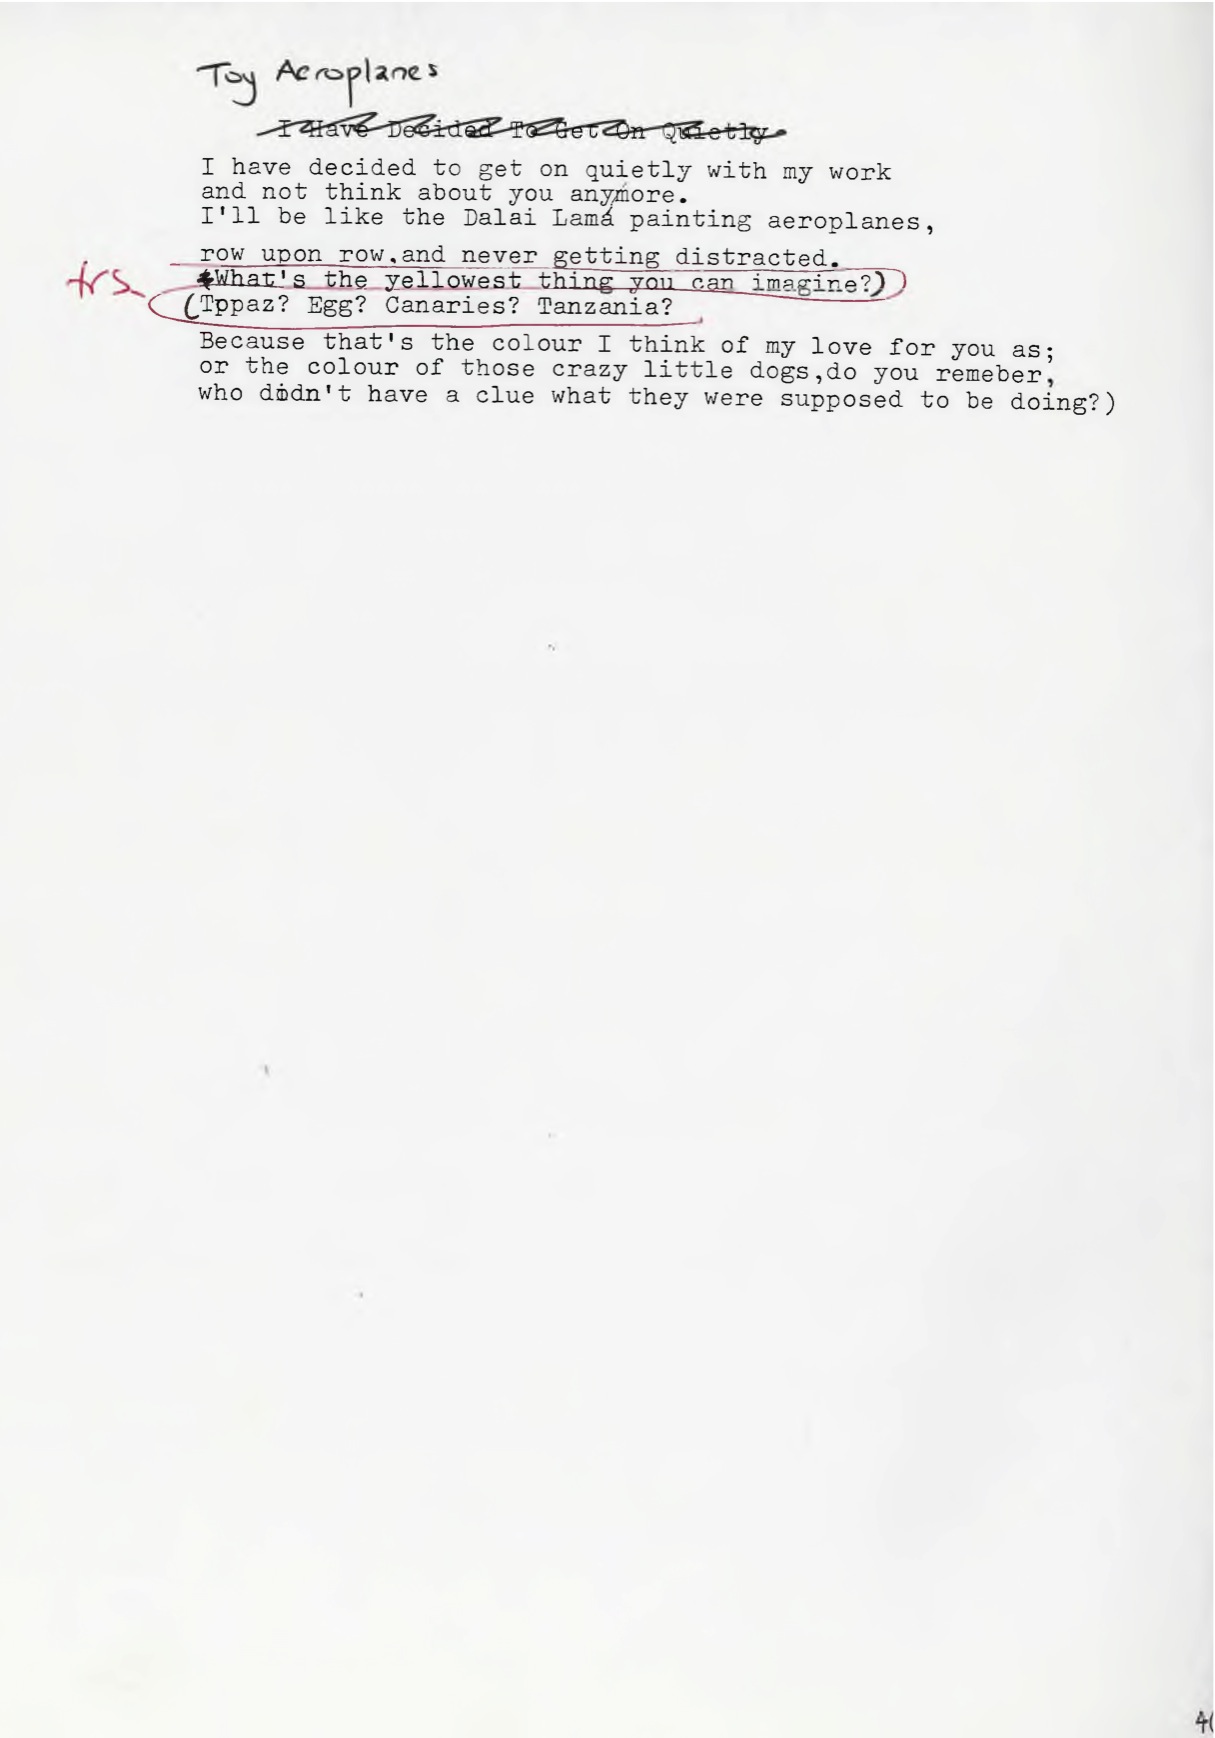 Toy Aeroplanes
I Have Decided To Get On Quietly.
I have decided to get on quietly with my work
and not think about you anymore.
I'll be like the Dalai Lama painting aeroplanes,
row upon row,and never getting distracted.
trs
What's the yellowest thing you can imagine?)
(Tppaz? Egg? Canaries? Tanzania?
Because that's the colour I think of my love for you as;
or the colour of those crazy little dogs,do you remeber,
who didn't have a clue what they were supposed to be doing?)